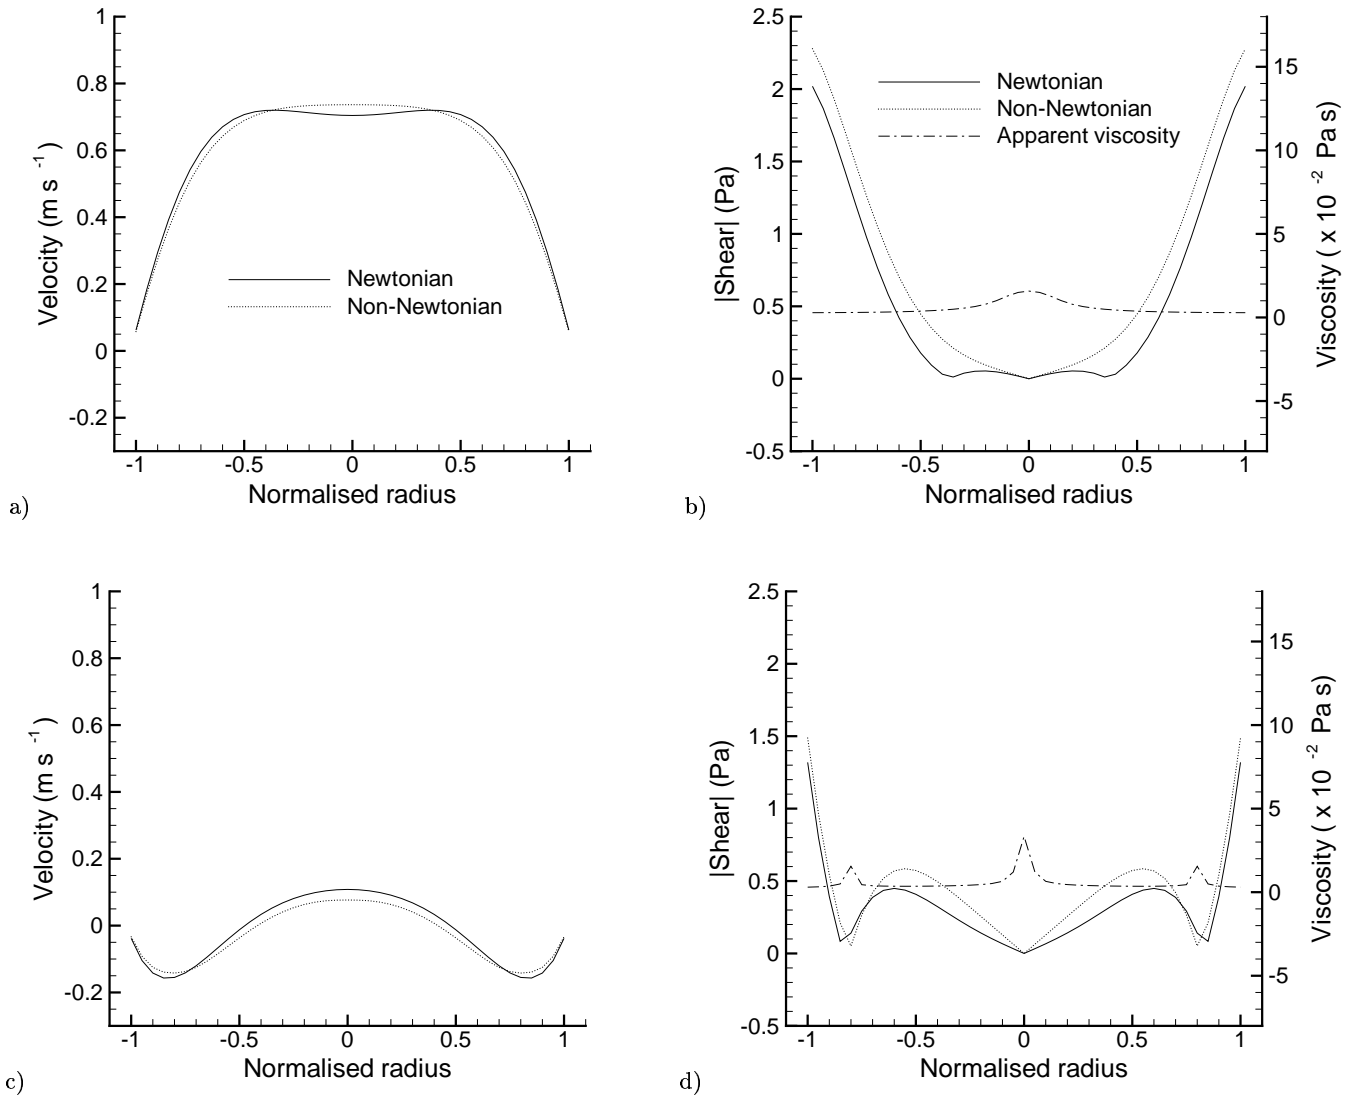 1
0.8
0.6
0.4
0.2
0
-0.2
Velocity (m s -1 )
Newtonian
Non-Newtonian
-1 -0.5 0 0.5 1
Normalised radius
a)
2.5
2
1.5
1
0.5
0
-0.5
|Shear| (Pa)
Newtonian
Non-Newtonian
Apparent viscosity
15
10
5
0
-5
Viscosity ( x 10 -2 Pa s)
-1 -0.5 0 0.5 1
Normalised radius
b)
1
0.8
0.6
0.4
0.2
0
-0.2
Velocity (m s -1 )
-1 -0.5 0 0.5 1
Normalised radius
c)
2.5
2
1.5
1
0.5
0
-0.5
|Shear| (Pa)
15
10
5
0
-5
Viscosity ( x 10 -2 Pa s)
-1 -0.5 0 0.5 1
Normalised radius
d)